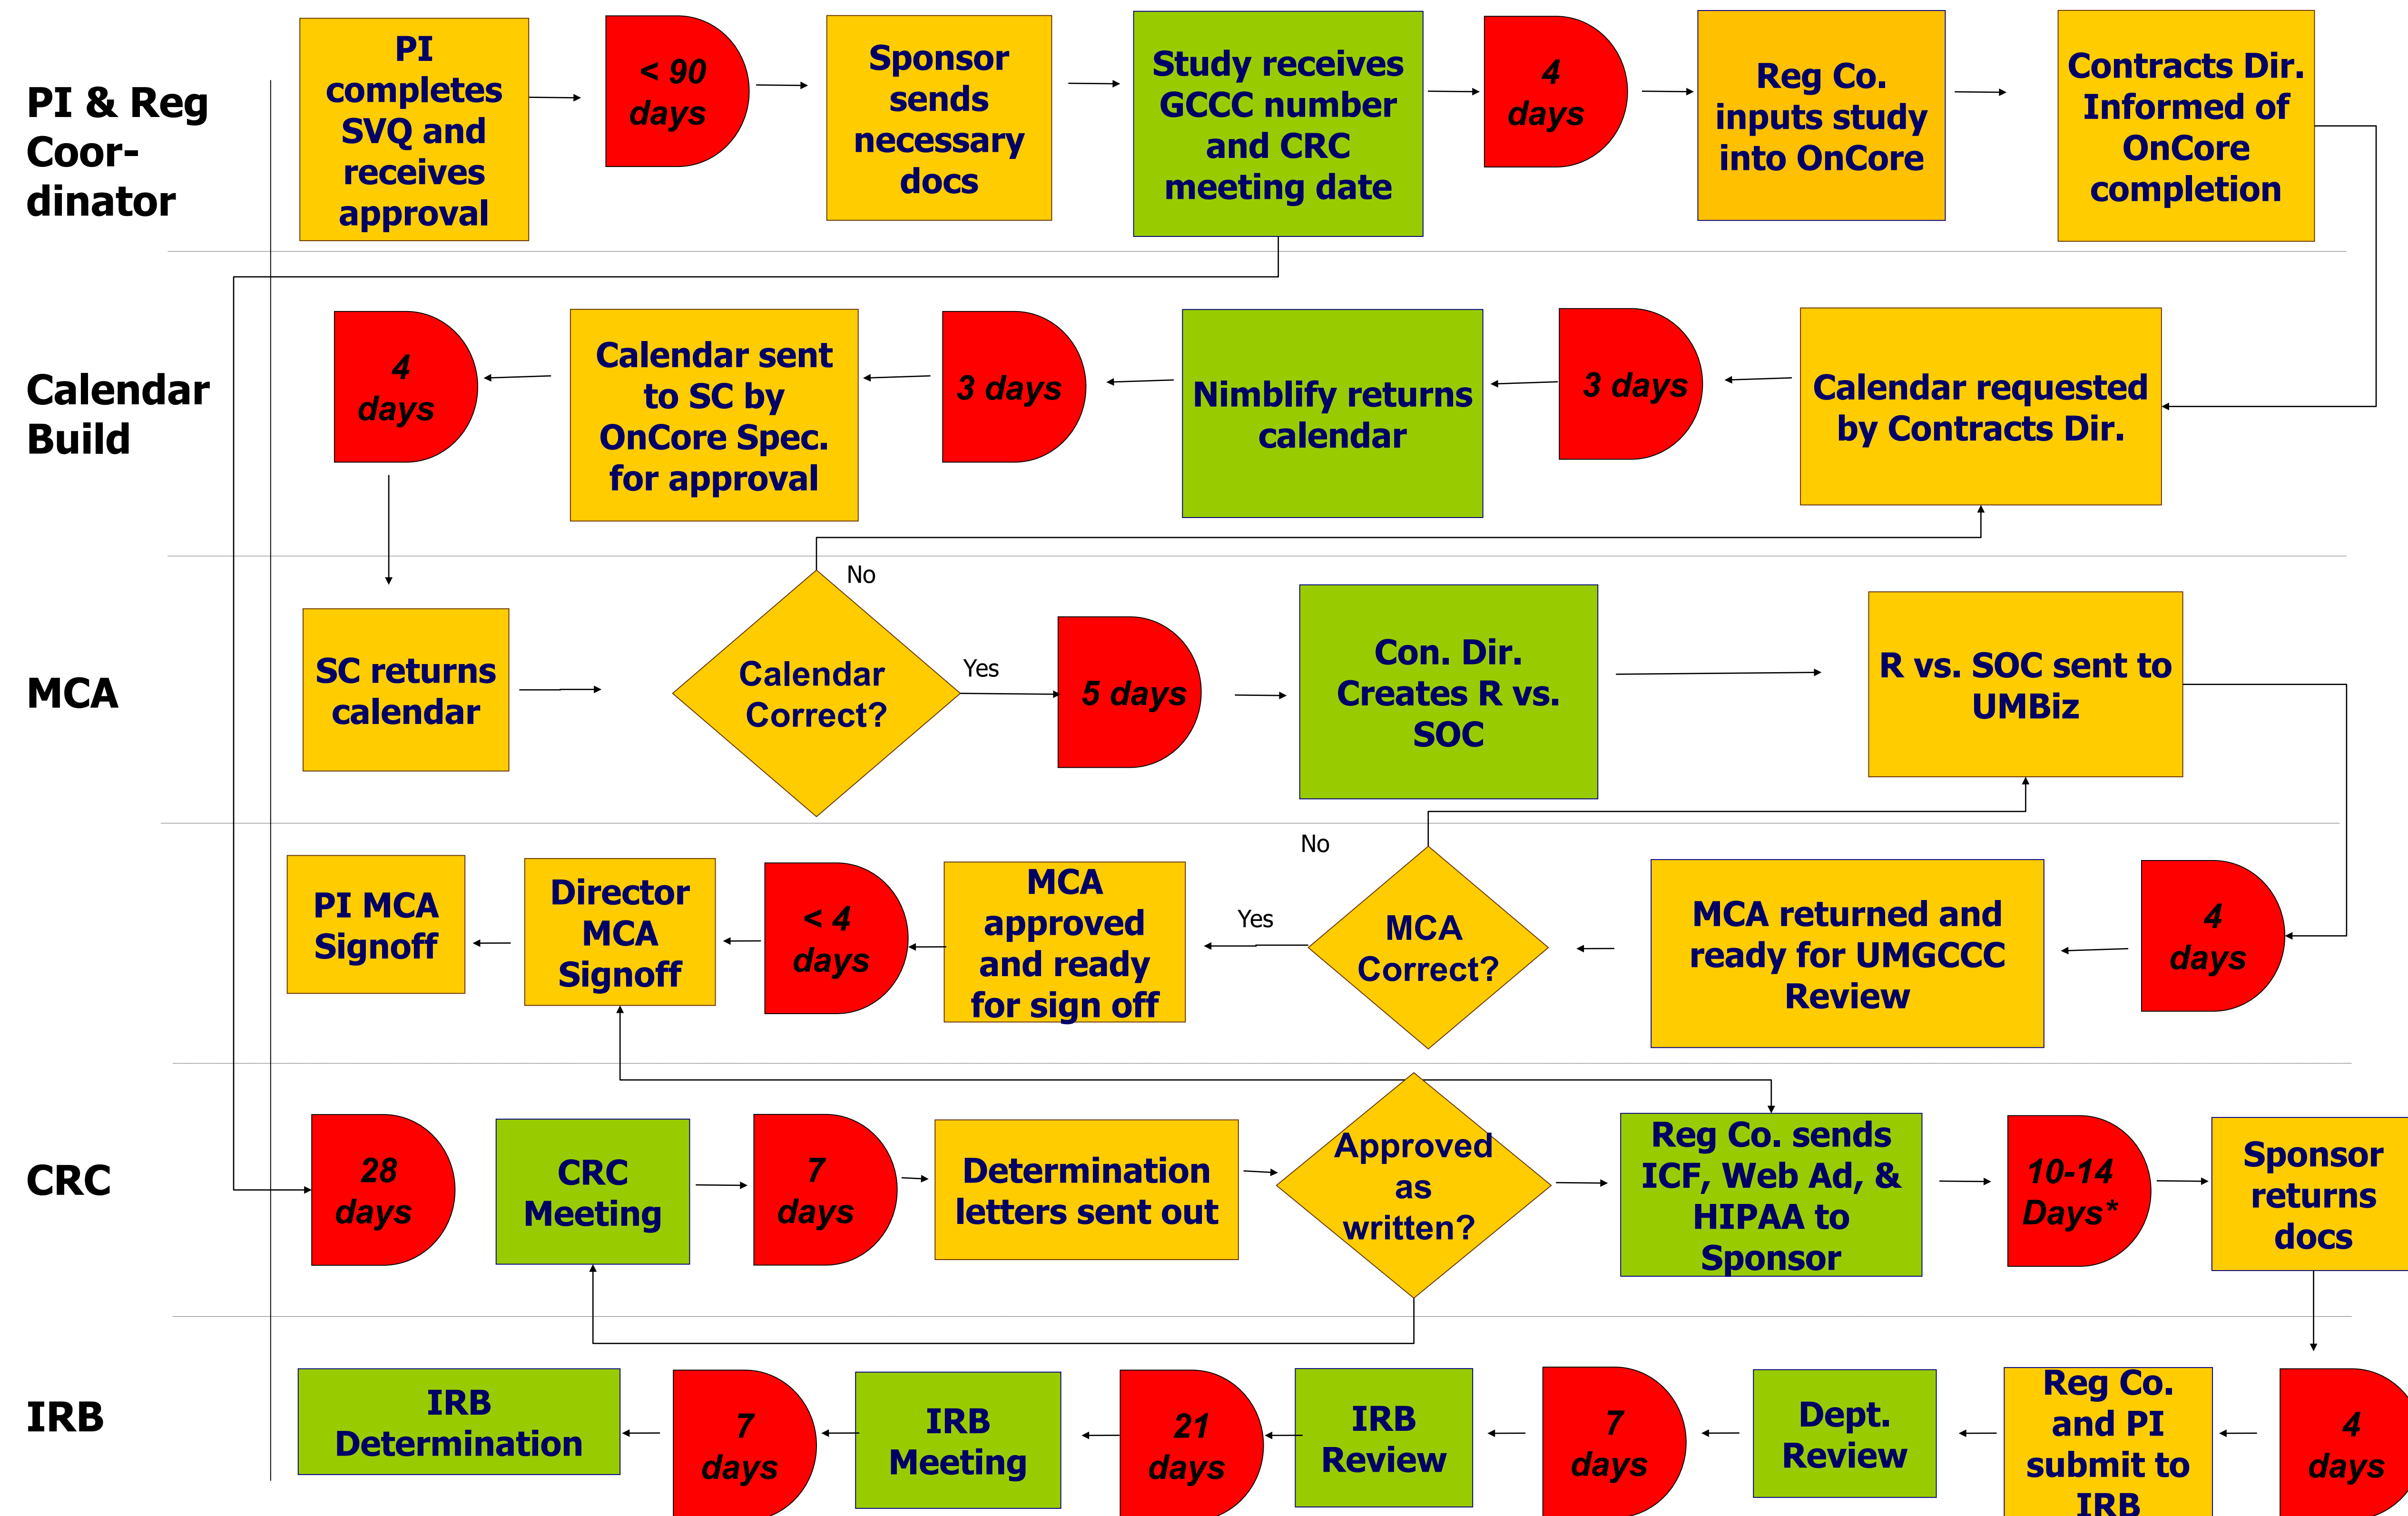 PI & Reg
Coor-
dinator
PI
completes
SVQ and
receives
approval
< 90
days
Sponsor
sends
necessary
docs
Study receives
GCCC number
and CRC
meeting date
4
days
Reg Co.
inputs study
into OnCore
Contracts Dir.
Informed of
OnCore
completion
Calendar
Build
4
days
Calendar sent
to SC by
OnCore Spec.
for approval
3 days
Nimblify returns
calendar
3 days
Calendar requested
by Contracts Dir.
MCA
SC returns
calendar
No
Calendar
Correct?
Yes
5 days
Con. Dir.
Creates R vs.
SOC
R vs. SOC sent to
UMBiz
PI MCA
Signoff
Director
MCA
Signoff
< 4
days
MCA
approved
and ready
for sign off
Yes
No
MCA
Correct?
MCA returned and
ready for UMGCCC
Review
4
days
CRC
28
days
CRC
Meeting
7
days
Determination
letters sent out
Approved
as
written?
Reg Co. sends
ICF, Web Ad, &
HIPAA to
Sponsor
10-14
Days*
Sponsor
returns
docs
IRB
IRB
Determination
7
days
IRB
Meeting
21
days
IRB
Review
7
days
Dept.
Review
Reg Co.
and PI
submit to
IRB
4
days